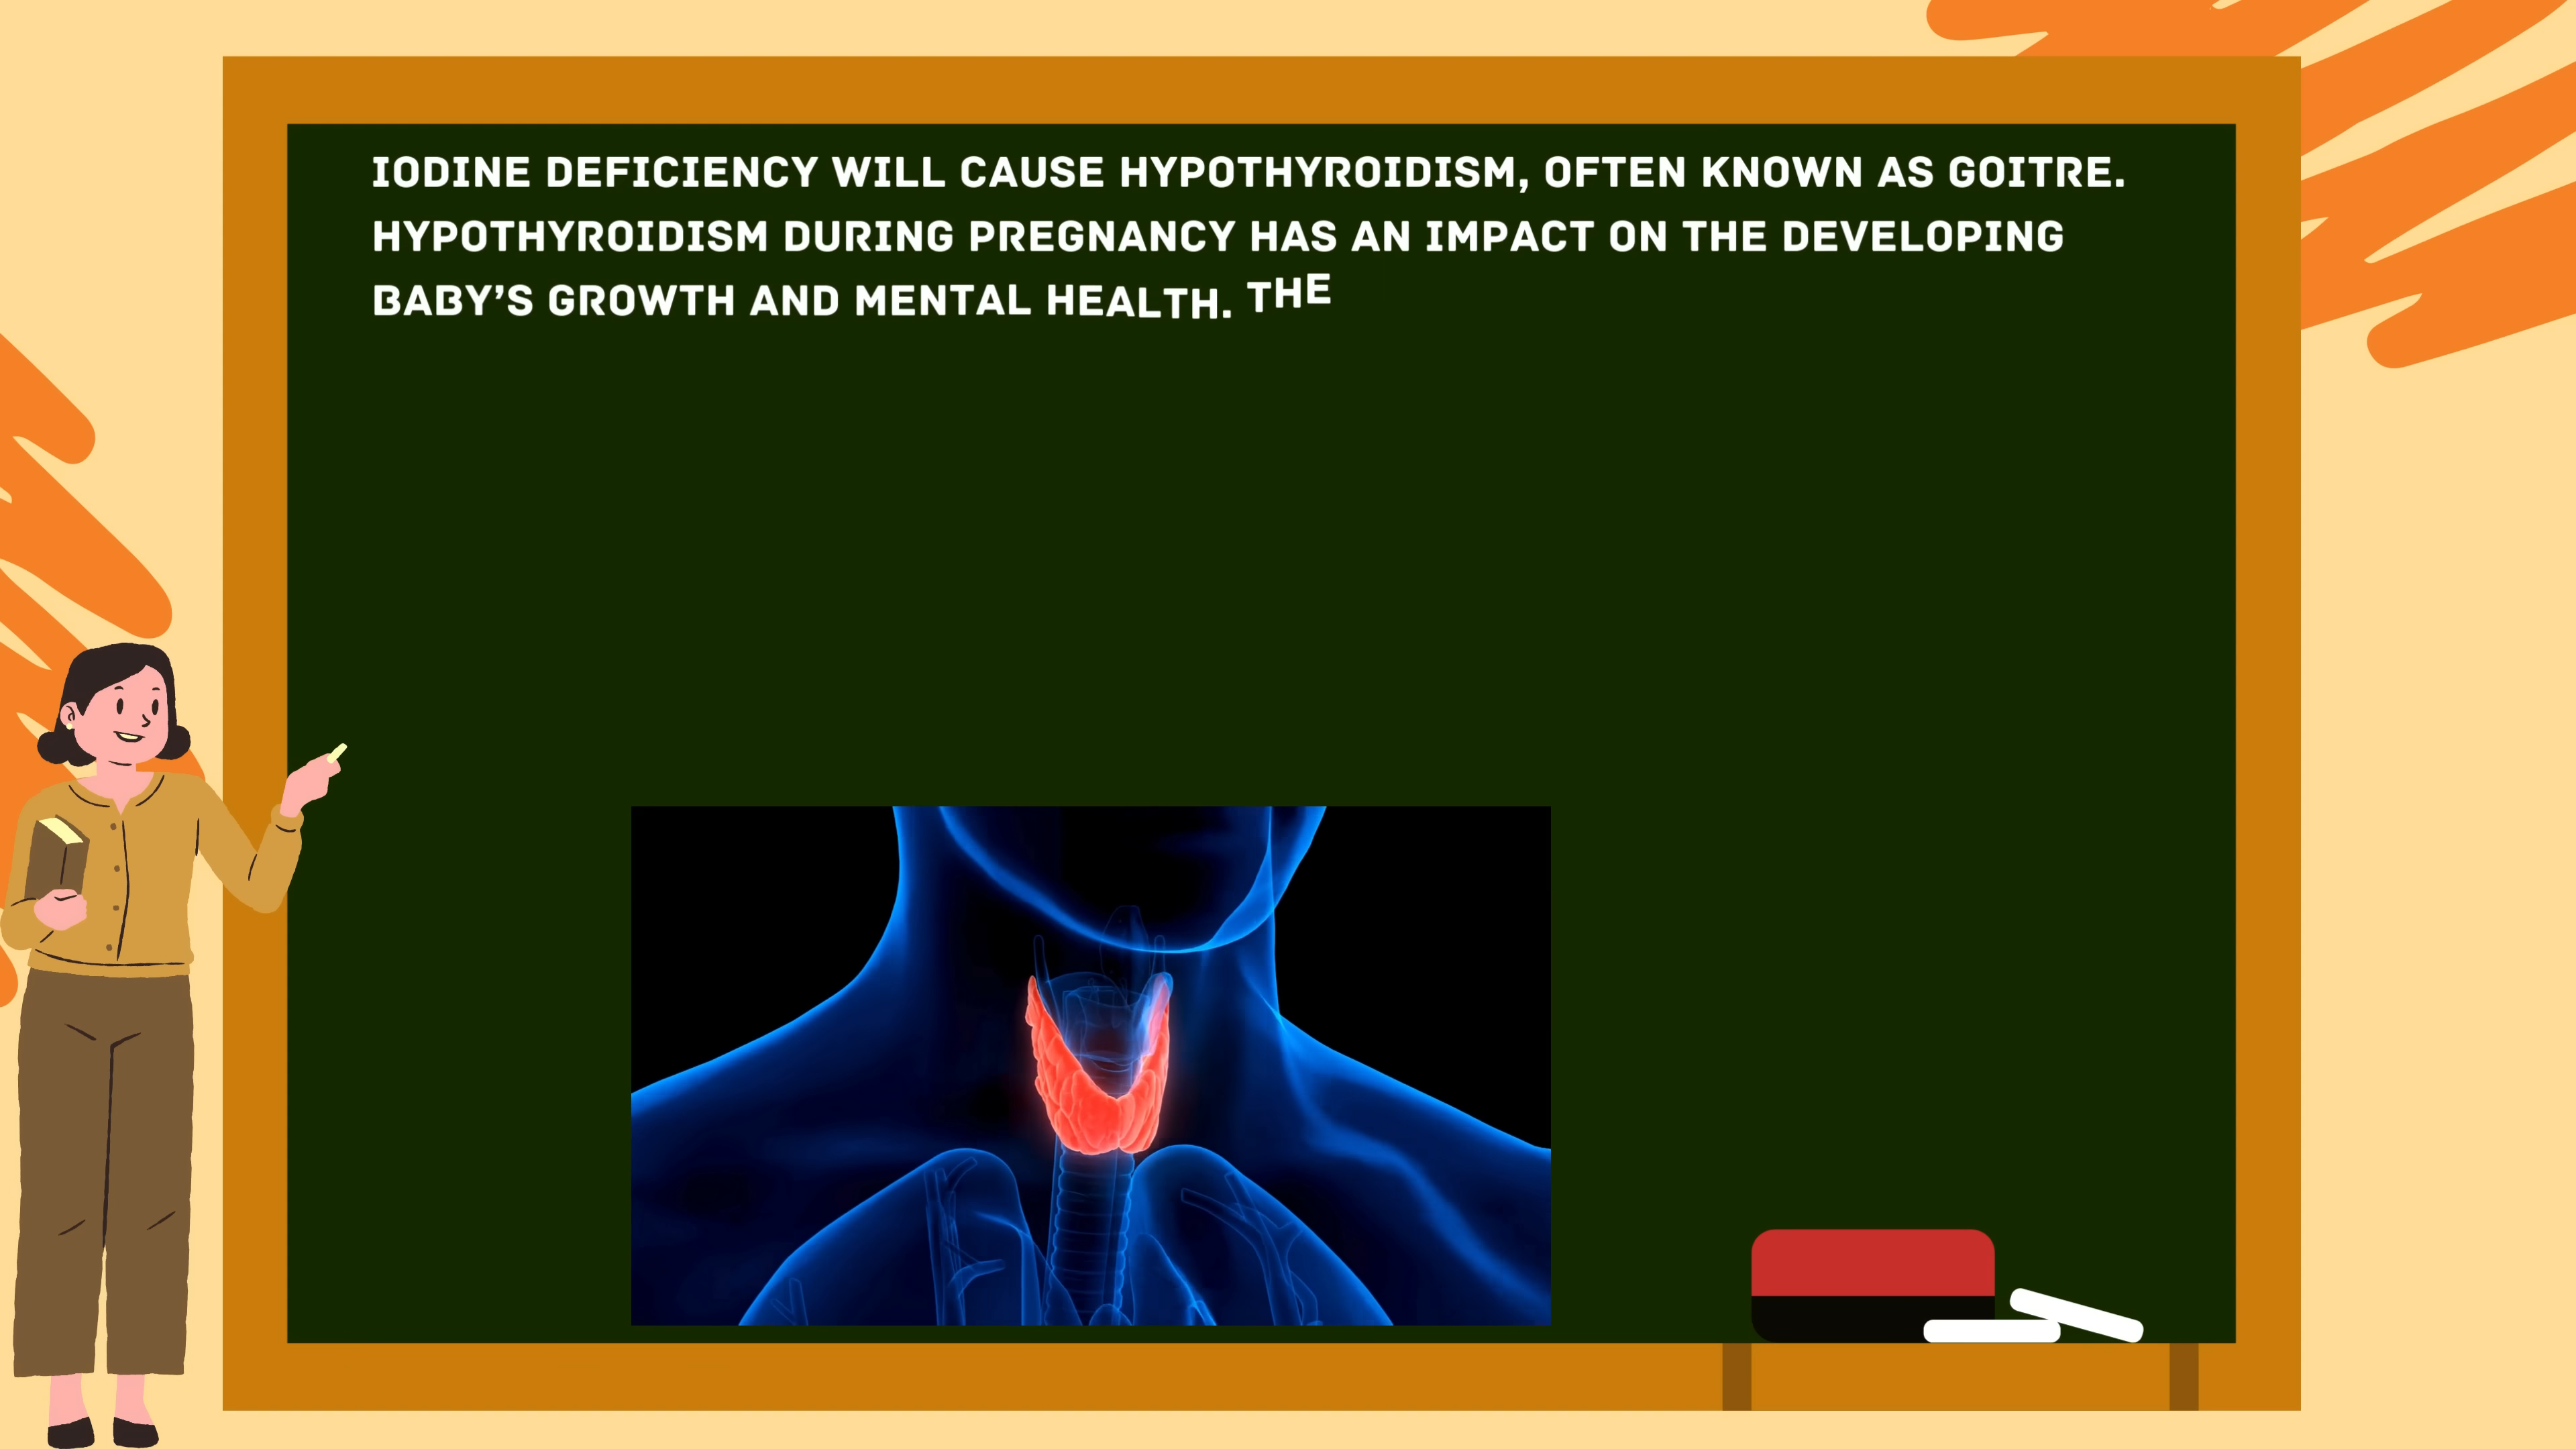 IODINE DEFICIENCY WILL CAUSE HYPOTHYROIDISM, OFTEN KNOWN AS GOITRE.
HYPOTHYROIDISM DURING PREGNANCY HAS AN IMPACT ON THE DEVELOPING
BABY’S GROWTH AND MENTAL HEALTH. THE